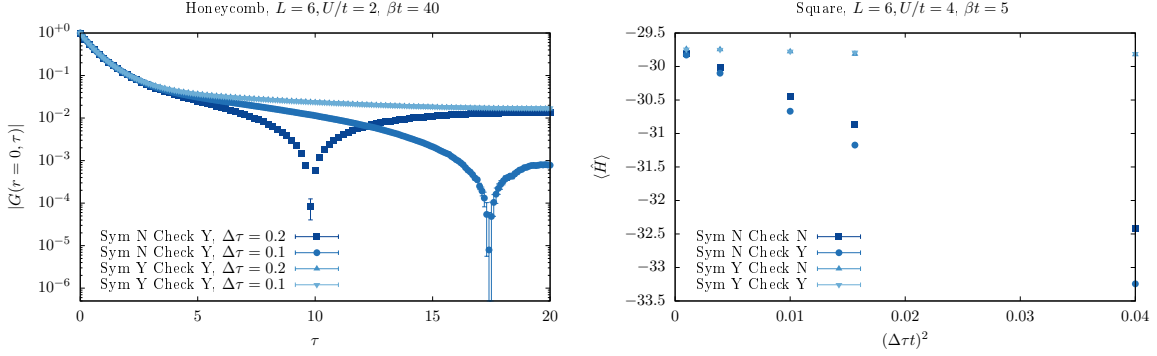 Honeycomb, L = 6, U/t = 2, βt = 40
10^0
10^−1
10^−2
10^−3
10^−4
10^−5
10^−6
|G(r = 0, τ)|
0 5 10 15 20
τ
Sym N Check Y, Δτ = 0.2
Sym N Check Y, Δτ = 0.1
Sym Y Check Y, Δτ = 0.2
Sym Y Check Y, Δτ = 0.1
Square, L = 6, U/t = 4, βt = 5
−29.5
−30
−30.5
−31
−31.5
−32
−32.5
−33
−33.5
⟨Ĥ⟩
0 0.01 0.02 0.03 0.04
(Δτt)^2
Sym N Check N
Sym N Check Y
Sym Y Check N
Sym Y Check Y